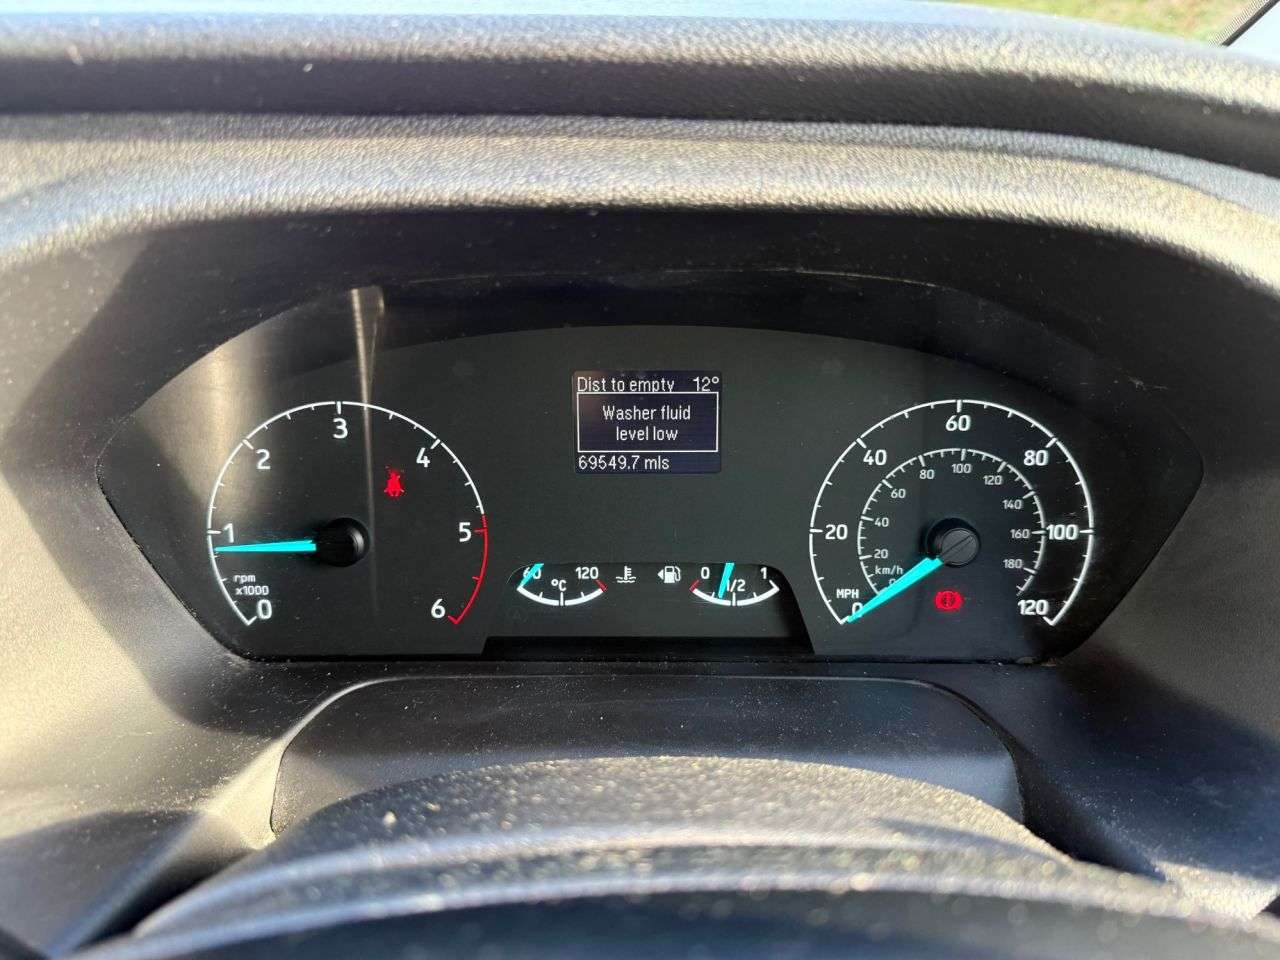 Dist to empty 12°
Washer fluid
level low
69549.7 mls
0 1 2 3 4 5 6
rpm
x1000
60 120
°C
0 1/2 1
0 20 40 60 80 100 120
MPH
0 20 40 60 80 100 120 140 160 180
km/h